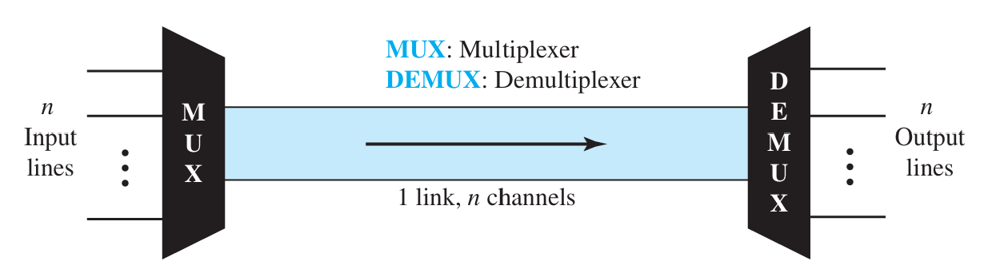 MUX: Multiplexer
DEMUX: Demultiplexer
n
Input
lines
M
U
X
1 link, n channels
D
E
M
U
X
n
Output
lines